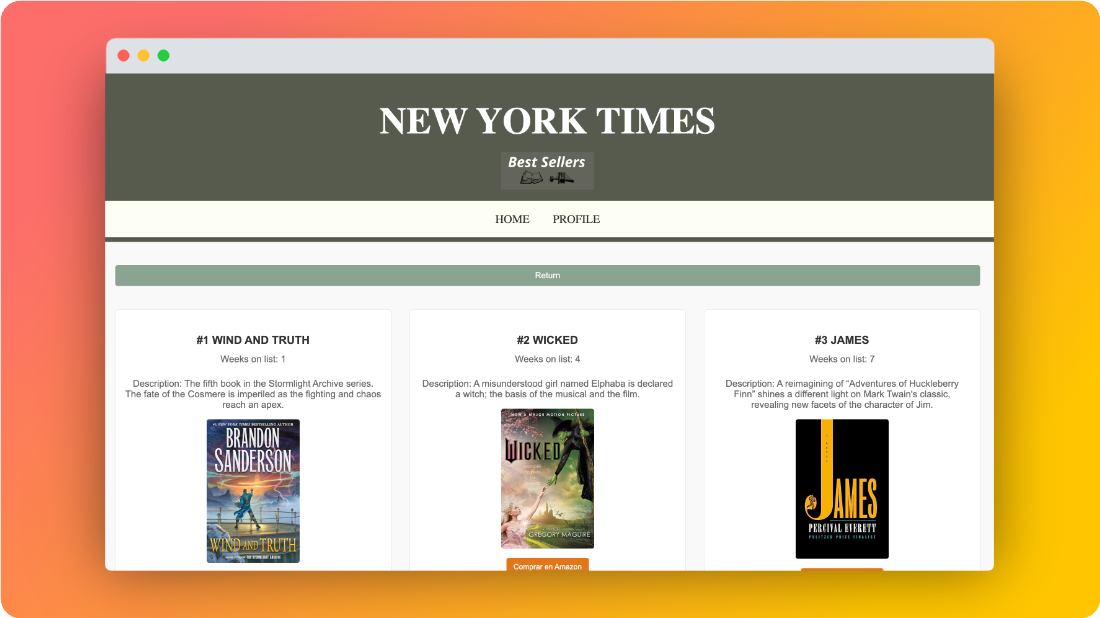 NEW YORK TIMES
Best Sellers
HOME PROFILE
Return
#1 WIND AND TRUTH
Weeks on list: 1
Description: The fifth book in the Stormlight Archive series.
The fate of the Cosmere is imperiled as the fighting and chaos
reach an apex.
#1 NEW YORK TIMES BESTSELLING AUTHOR
BRANDON
SANDERSON
WIND AND TRUTH
#2 WICKED
Weeks on list: 4
Description: A misunderstood girl named Elphaba is declared
a witch; the basis of the musical and the film.
NOW A MAJOR MOTION PICTURE
WICKED
GREGORY MAGUIRE
Comprar en Amazon
#3 JAMES
Weeks on list: 7
Description: A reimagining of “Adventures of Huckleberry
Finn” shines a different light on Mark Twain's classic,
revealing new facets of the character of Jim.
JAMES
PERCIVAL EVERETT
PULITZER PRIZE FINALIST